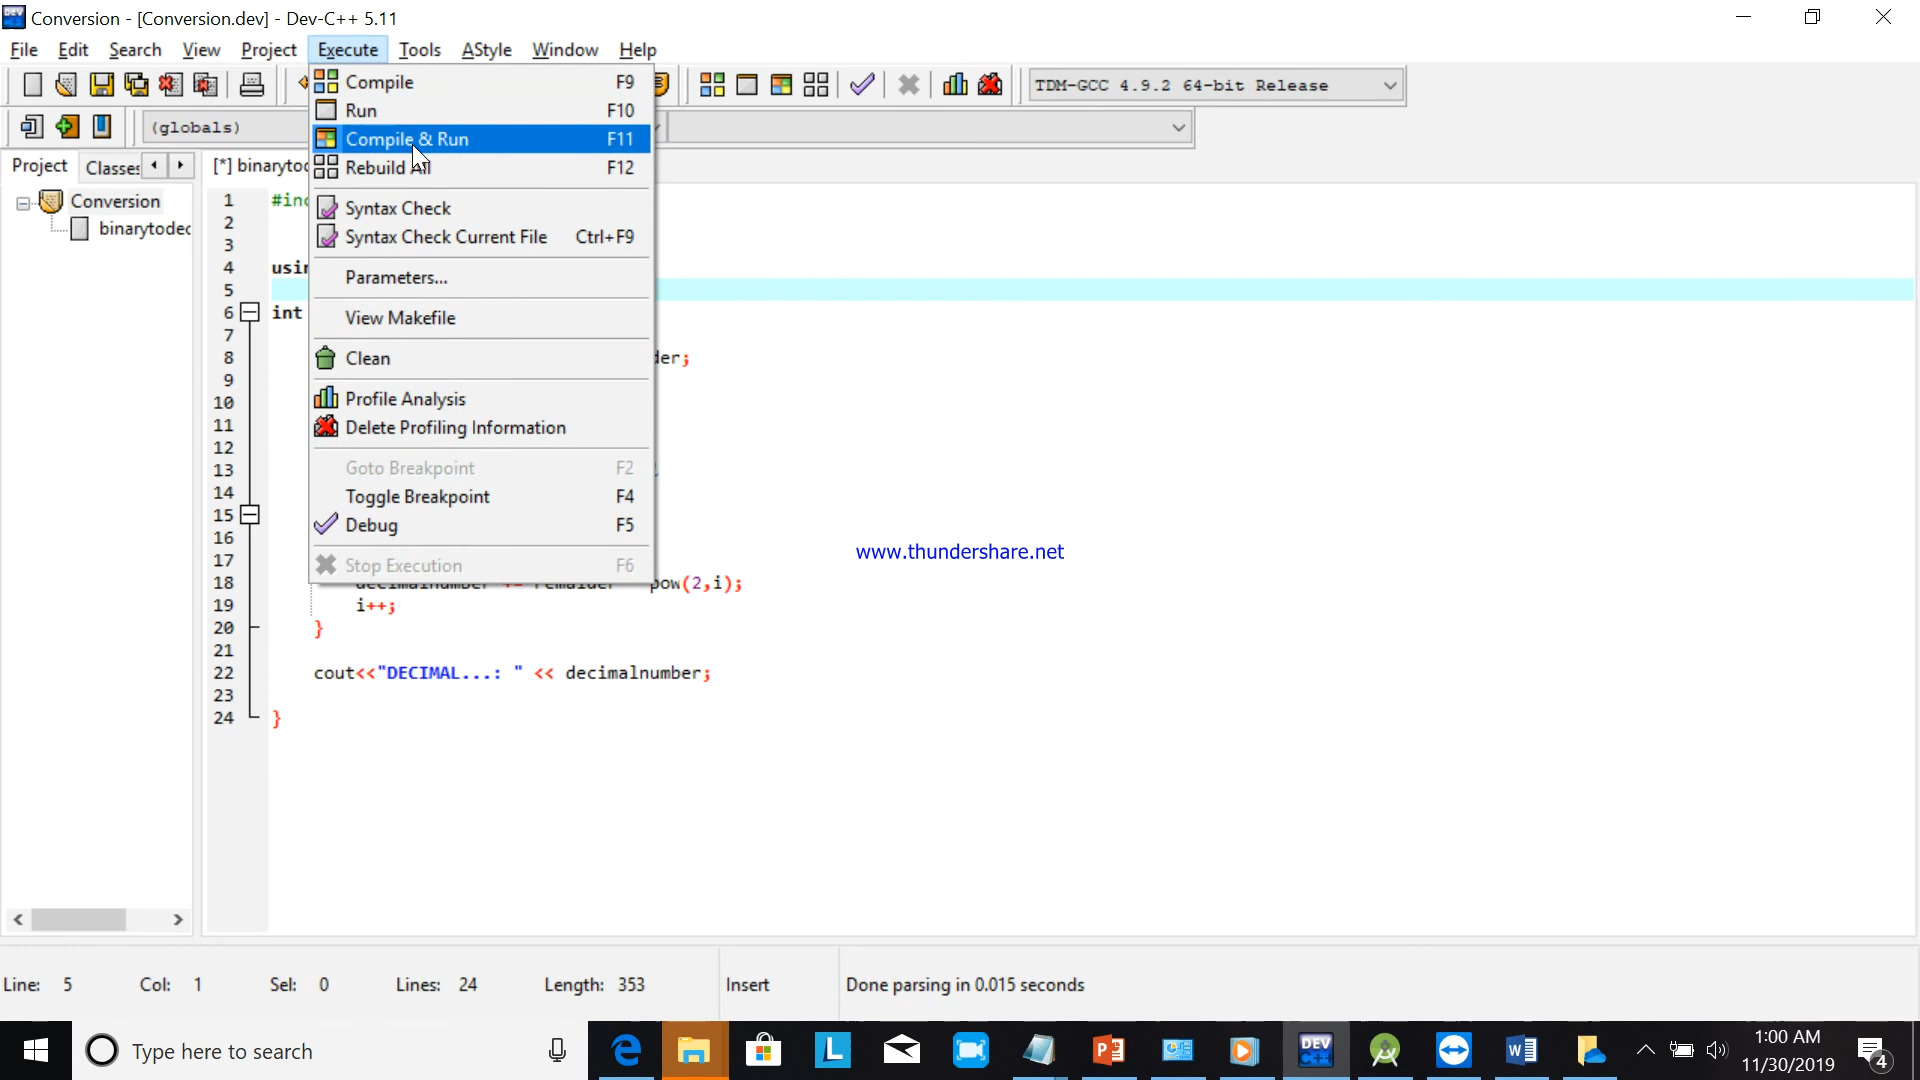 Conversion - [Conversion.dev] - Dev-C++ 5.11
File Edit Search View Project Execute Tools AStyle Window Help
TDM-GCC 4.9.2 64-bit Release
(globals)
Project Classes
Conversion
Compile F9
Run F10
Compile & Run F11
Rebuild All F12
Syntax Check
Syntax Check Current File Ctrl+F9
Parameters...
View Makefile
Clean
Profile Analysis
Delete Profiling Information
Goto Breakpoint F2
Toggle Breakpoint F4
Debug F5
Stop Execution F6
1
2
3
4
5
6 int
7
8
9
10
11
12
13
14
15
16
17
18 pow(2,i);
19 i++;
20 }
21
22 cout<<"DECIMAL...: " << decimalnumber;
23
24 }
www.thundershare.net
Line: 5 Col: 1 Sel: 0 Lines: 24 Length: 353 Insert Done parsing in 0.015 seconds
Type here to search
DEV C++
1:00 AM
11/30/2019
4